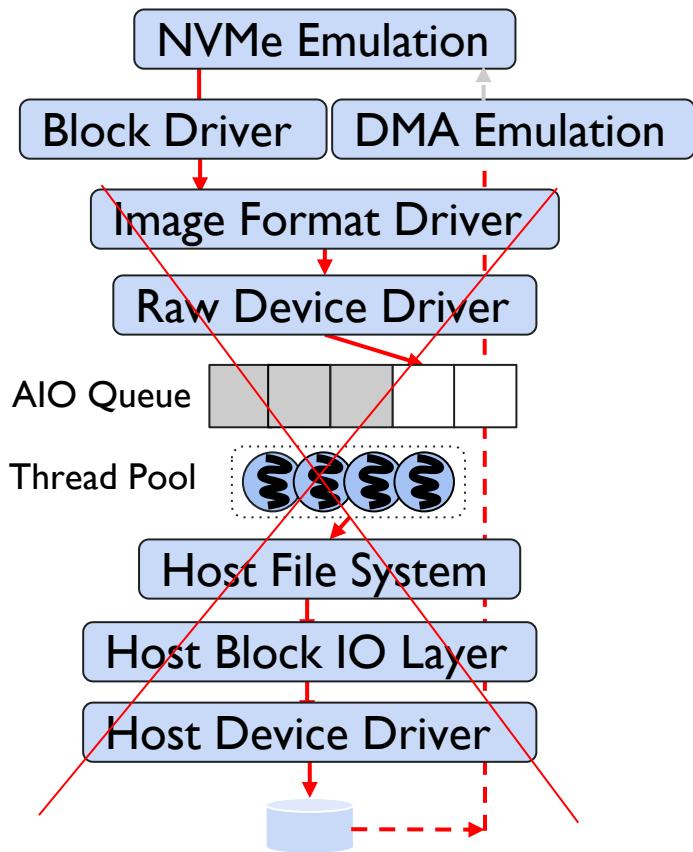 NVMe Emulation
Block Driver
DMA Emulation
Image Format Driver
Raw Device Driver
AIO Queue
Thread Pool
Host File System
Host Block IO Layer
Host Device Driver